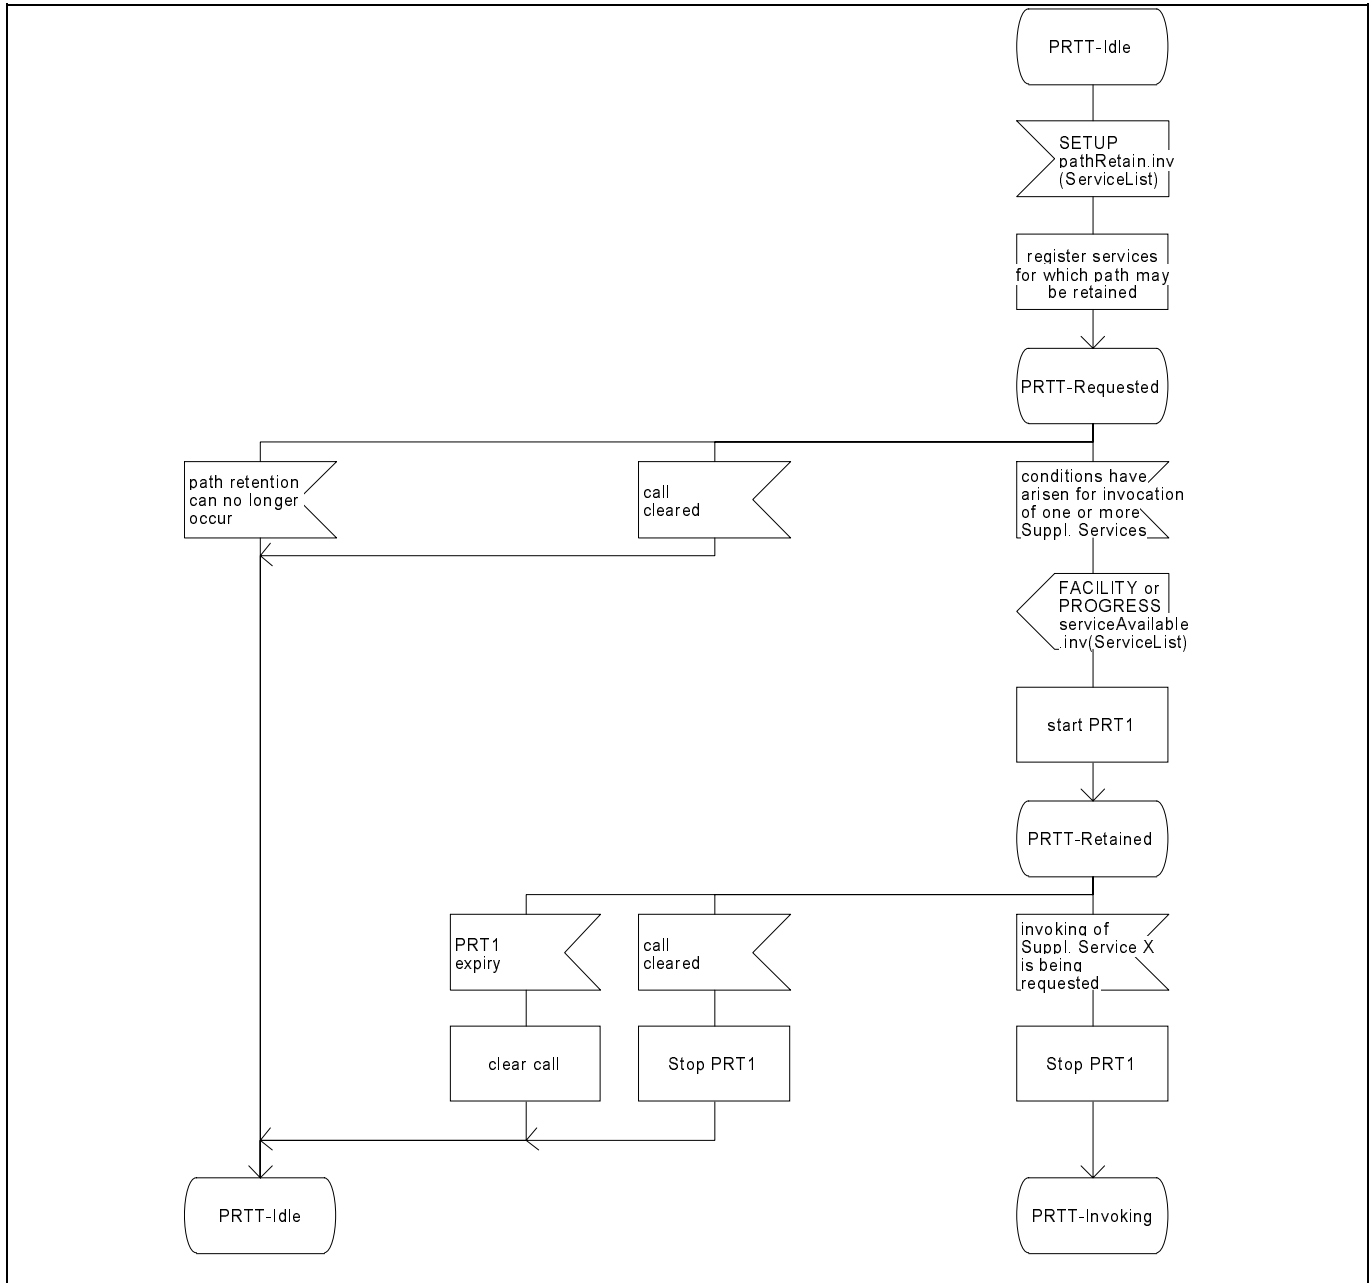 PRTT-Idle
SETUP
pathRetain.inv
(ServiceList)
register services
for which path may
be retained
PRTT-Requested
path retention
can no longer
occur
call
cleared
conditions have
arisen for invocation
of one or more
Suppl. Services
FACILITY or
PROGRESS
serviceAvailable
.inv(ServiceList)
start PRT1
PRTT-Retained
PRT1
expiry
call
cleared
invoking of
Suppl. Service X
is being
requested
clear call
Stop PRT1
Stop PRT1
PRTT-Idle
PRTT-Invoking